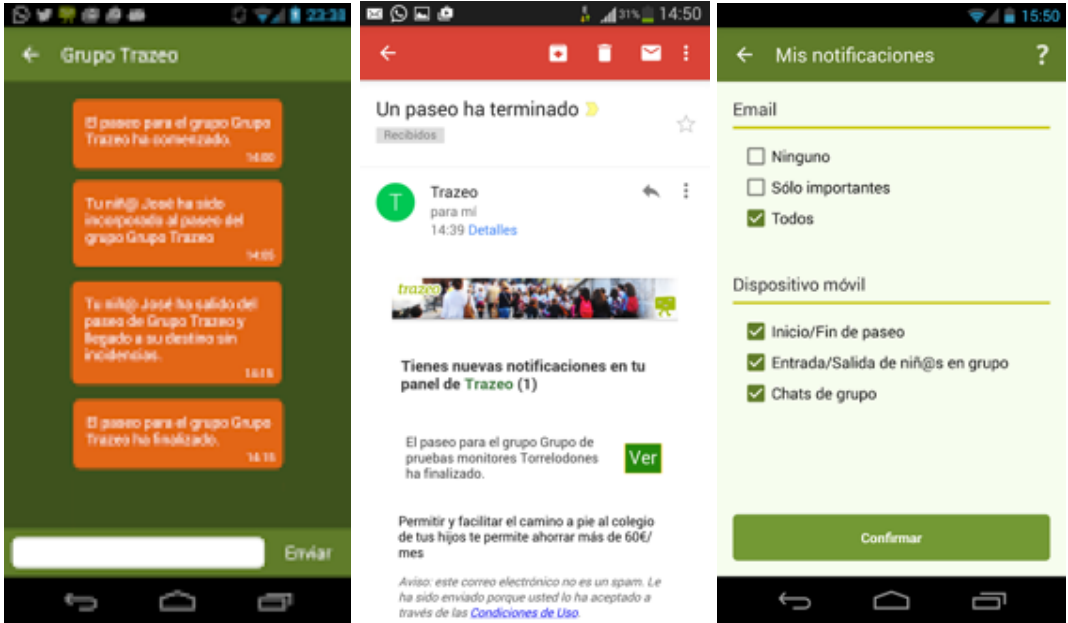 22:38
Grupo Trazeo
El paseo para el grupo Grupo
Trazeo ha comenzado.
14:00
Tu niñ@ José ha sido
incorporado al paseo del
grupo Grupo Trazeo
14:05
Tu niñ@ José ha salido del
paseo de Grupo Trazeo y
llegado a su destino sin
incidencias.
14:15
El paseo para el grupo Grupo
Trazeo ha finalizado.
14:15
Enviar
31% 14:50
Un paseo ha terminado
Recibidos
T
Trazeo
para mí
14:39 Detalles
trazeo
Tienes nuevas notificaciones en tu
panel de Trazeo (1)
El paseo para el grupo Grupo de
pruebas monitores Torrelodones
ha finalizado.
Ver
Permitir y facilitar el camino a pie al colegio
de tus hijos te permite ahorrar más de 60€/
mes
Aviso: este correo electrónico no es un spam. Le
ha sido enviado porque usted lo ha aceptado a
través de las Condiciones de Uso.
15:50
Mis notificaciones
?
Email
Ninguno
Sólo importantes
Todos
Dispositivo móvil
Inicio/Fin de paseo
Entrada/Salida de niñ@s en grupo
Chats de grupo
Confirmar